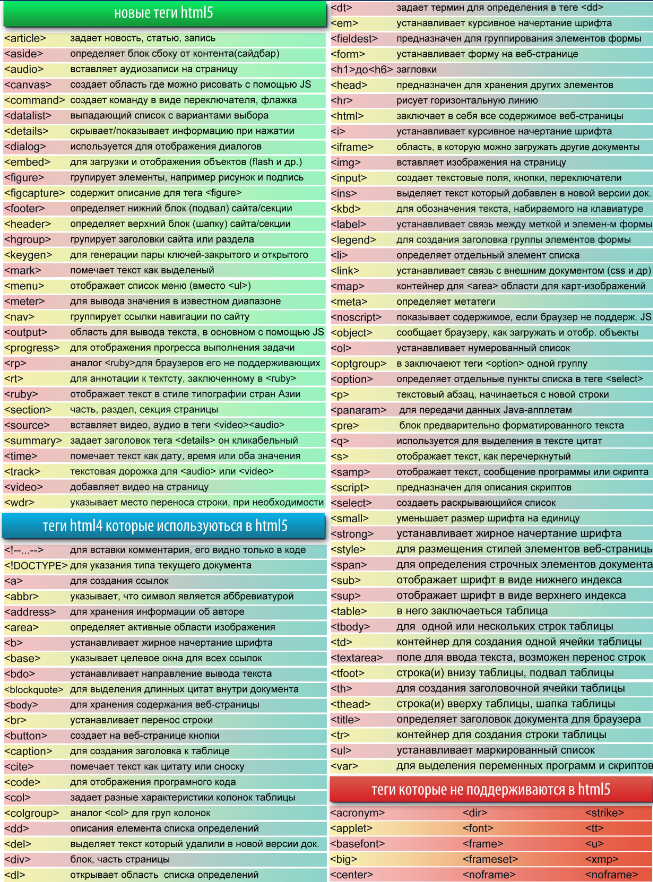 новые теги html5
<article> задает новость, статью, запись
<aside> определяет блок сбоку от контента(сайдбар)
<audio> вставляет аудиозаписи на страницу
<canvas> создает область где можно рисовать с помощью JS
<command> создает команду в виде переключателя, флажка
<datalist> выпадающий список с вариантами выбора
<details> скрывает/показывает информацию при нажатии
<dialog> используется для отображения диалогов
<embed> для загрузки и отображения объектов (flash и др.)
<figure> групирует элементы, например рисунок и подпись
<figcapture> содержит описание для тега <figure>
<footer> определяет нижний блок (подвал) сайта/секции
<header> определяет верхний блок (шапку) сайта/секции
<hgroup> групирует заголовки сайта или раздела
<keygen> для генерации пары ключей-закрытого и открытого
<mark> помечает текст как выделеный
<menu> отображает список меню (вместо <ul>)
<meter> для вывода значения в известном диапазоне
<nav> группирует ссылки навигации по сайту
<output> область для вывода текста, в основном с помощью JS
<progress> для отображения прогресса выполнения задачи
<rp> аналог <ruby>для браузеров его не поддерживающих
<rt> для аннотации к тектсту, заключенному в <ruby>
<ruby> отображает текст в стиле типографии стран Азии
<section> часть, раздел, секция страницы
<source> вставляет видео, аудио в теги <video><audio>
<summary> задает заголовок тега <details> он кликабельный
<time> помечает текст как дату, время или оба значения
<track> текстовая дорожка для <audio> или <video>
<video> добавляет видео на страницу
<wdr> указывает место переноса строки, при необходимости
теги html4 которые используються в html5
<!--...--> для вставки комментария, его видно только в коде
<!DOCTYPE> для указания типа текущего документа
<a> для создания ссылок
<abbr> указывает, что символ является аббревиатурой
<address> для хранения информации об авторе
<area> определяет активные области изображения
<b> устанавливает жирное начертание шрифта
<base> указывает целевое окна для всех ссылок
<bdo> устанавливает направление вывода текста
<blockquote> для выделения длинных цитат внутри документа
<body> для хранения содержания веб-страницы
<br> устанавливает перенос строки
<button> создает на веб-странице кнопки
<caption> для создания заголовка к таблице
<cite> помечает текст как цитату или сноску
<code> для отображения програмного кода
<col> задает разные характеристики колонок таблицы
<colgroup> аналог <col> для груп колонок
<dd> описания елемента списка определений
<del> выделяет текст который удалили в новой версии док.
<div> блок, часть страницы
<dl> открывает область списка определений
<dt> задает термин для определения в теге <dd>
<em> устанавливает курсивное начертание шрифта
<fieldest> предназначен для группирования элементов формы
<form> устанавливает форму на веб-странице
<h1>до<h6> загловки
<head> предназначен для хранения других элементов
<hr> рисует горизонтальную линию
<html> заключает в себя все содержимое веб-страницы
<i> устанавливает курсивное начертание шрифта
<iframe> область, в которую можно загружать другие документы
<img> вставляет изображения на страницу
<input> создает текстовые поля, кнопки, переключатели
<ins> выделяет текст который добавлен в новой версии док.
<kbd> для обозначения текста, набираемого на клавиатуре
<label> устанавливает связь между меткой и элемен-м формы
<legend> для создания заголовка группы элементов формы
<li> определяет отдельный элемент списка
<link> устанавливает связь с внешним документом (css и др)
<map> контейнер для <area> области для карт-изображений
<meta> определяет метатеги
<noscript> показывает содержимое, если браузер не поддерж. JS
<object> сообщает браузеру, как загружать и отобр. объекты
<ol> устанавливает нумерованный список
<optgroup> в заключаеют теги <option> одной группу
<option> определяет отдельные пункты списка в теге <select>
<p> текстовый абзац, начинаеться с новой строки
<panaram> для передачи данных Java-апплетам
<pre> блок предварительно форматированого текста
<q> используется для выделения в тексте цитат
<s> отображает текст, как перечеркнутый
<samp> отображает текст, сообщение программы или скрипта
<script> предназначен для описания скриптов
<select> создаеть раскрывающийся список
<small> уменьшает размер шрифта на единицу
<strong> устанавливает жирное начертание шрифта
<style> для размещения стилей элементов веб-страницы
<span> для определения строчных элементов документа
<sub> отображает шрифт в виде нижнего индекса
<sup> отображает шрифт в виде верхнего индекса
<table> в него заключаеться таблица
<tbody> для одной или нескольких строк таблицы
<td> контейнер для создания одной ячейки таблицы
<textarea> поле для ввода текста, возможен перенос строк
<tfoot> строка(и) внизу таблицы, подвал таблицы
<th> для создания заголовочной ячейки таблицы
<thead> строка(и) вверху таблицы, шапка таблицы
<title> определяет заголовок документа для браузера
<tr> контейнер для создания строки таблицы
<ul> устанавливает маркированный список
<var> для выделения переменных программ и скриптов
теги которые не поддерживаются в html5
<acronym> <dir> <strike>
<applet> <font> <tt>
<basefont> <frame> <u>
<big> <frameset> <xmp>
<center> <noframe> <noframe>